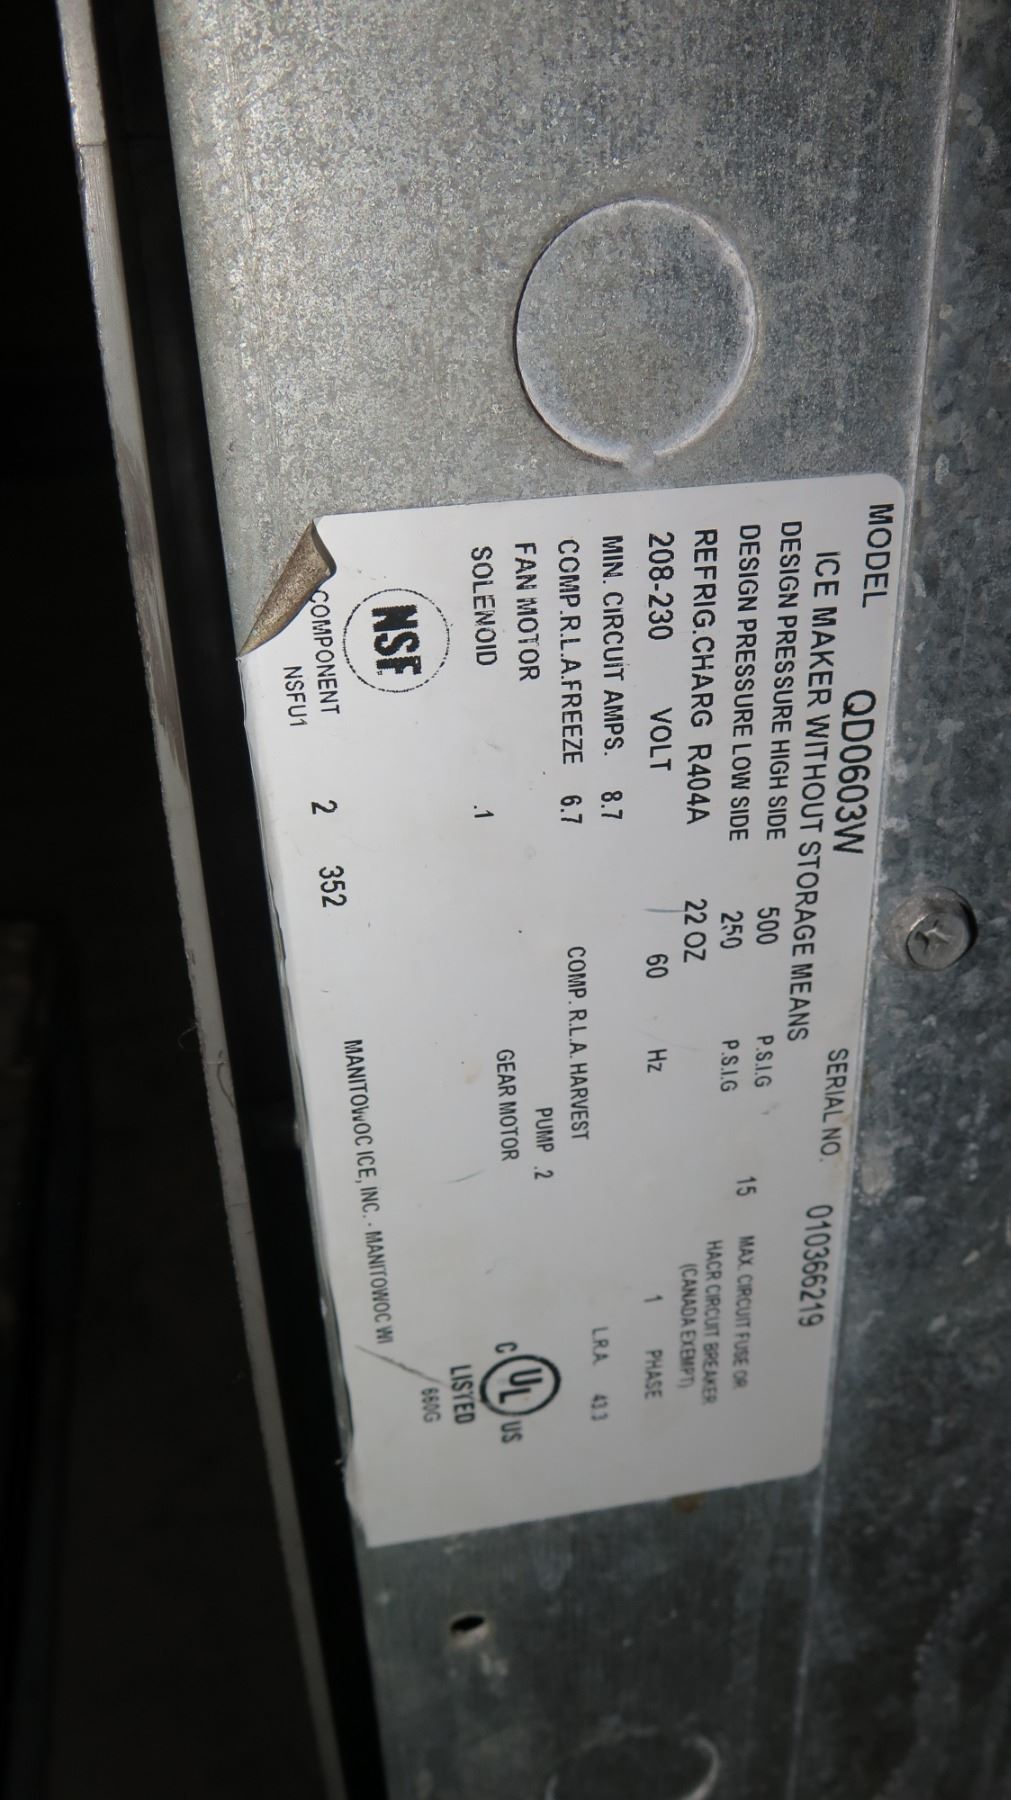 MODEL QD0603W SERIAL NO. 010366219
ICE MAKER WITHOUT STORAGE MEANS
DESIGN PRESSURE HIGH SIDE 500 P.S.I.G 15 MAX. CIRCUIT FUSE OR
DESIGN PRESSURE LOW SIDE 250 P.S.I.G HACR CIRCUIT BREAKER
REFRIG.CHARG R404A 22 OZ (CANADA EXEMPT)
208-230 VOLT 60 Hz 1 PHASE
MIN. CIRCUIT AMPS. 8.7
COMP.R.L.A.FREEZE 6.7 COMP. R.L.A. HARVEST L.R.A. 43.3
FAN MOTOR PUMP .2
SOLENOID .1 GEAR MOTOR
NSF
C UL US
LISTED
660G
COMPONENT 2 352 MANITOWOC ICE, INC. - MANITOWOC WI
NSFU1